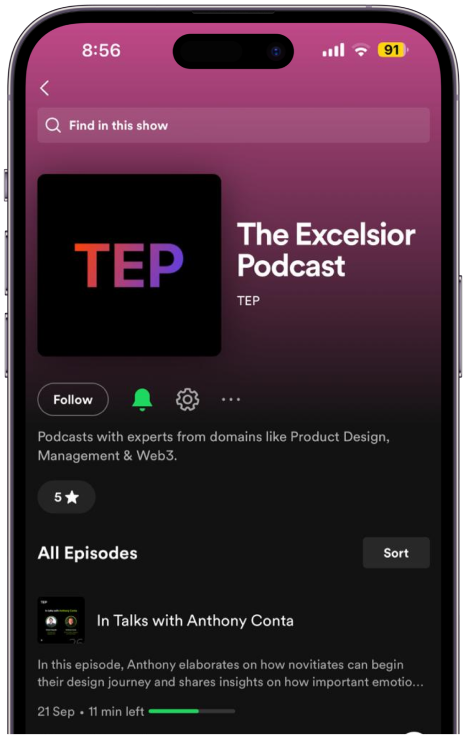 8:56
91
Find in this show
TEP
The Excelsior
Podcast
TEP
Follow
Podcasts with experts from domains like Product Design,
Management & Web3.
5
All Episodes
Sort
TEP
In Talks with Anthony Conta
In this episode, Anthony elaborates on how novitiates can begin
their design journey and shares insights on how important emotio...
21 Sep • 11 min left